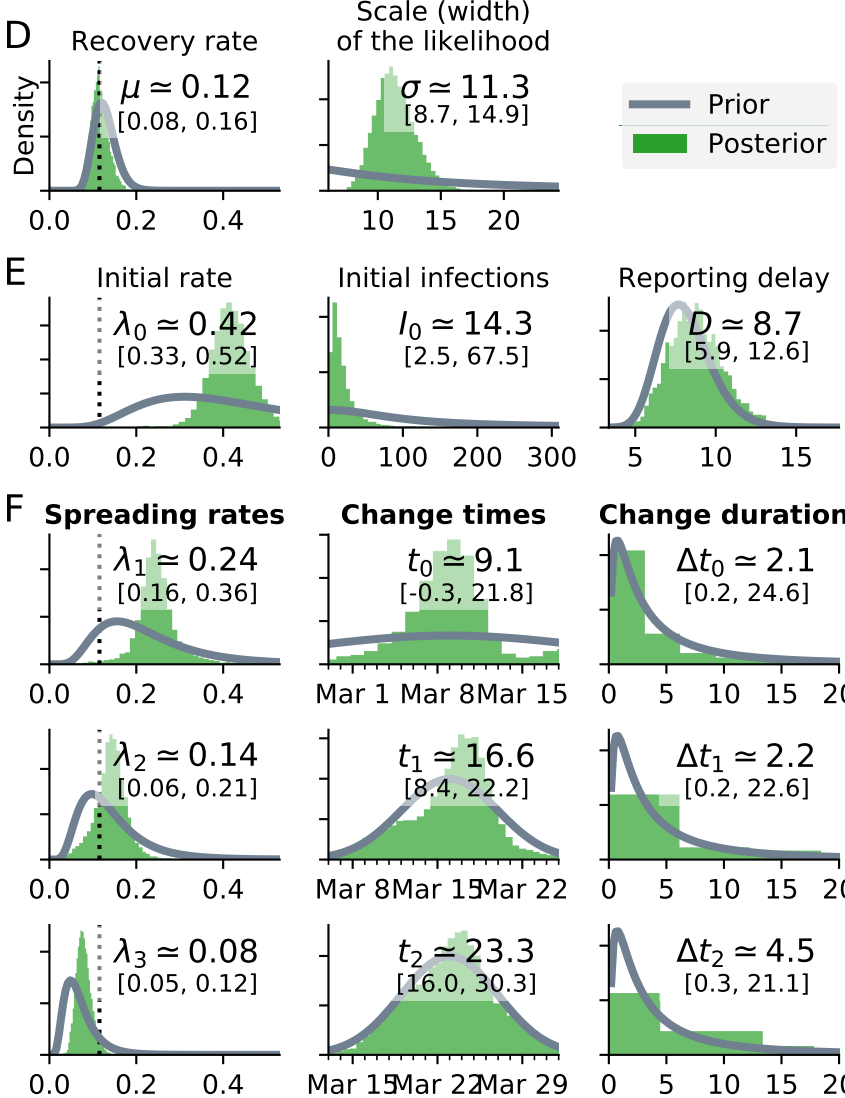 D
Recovery rate
Scale (width)
of the likelihood
Density
μ ≃ 0.12
[0.08, 0.16]
σ ≃ 11.3
[8.7, 14.9]
Prior
Posterior
0.0 0.2 0.4
10 15 20
E
Initial rate
Initial infections
Reporting delay
λ₀ ≃ 0.42
[0.33, 0.52]
I₀ ≃ 14.3
[2.5, 67.5]
D ≃ 8.7
[5.9, 12.6]
0.0 0.2 0.4
0 100 200 300
5 10 15
F
Spreading rates
Change times
Change duration
λ₁ ≃ 0.24
[0.16, 0.36]
t₀ ≃ 9.1
[-0.3, 21.8]
Δt₀ ≃ 2.1
[0.2, 24.6]
0.0 0.2 0.4
Mar 1 Mar 8 Mar 15
0 5 10 15 20
λ₂ ≃ 0.14
[0.06, 0.21]
t₁ ≃ 16.6
[8.4, 22.2]
Δt₁ ≃ 2.2
[0.2, 22.6]
0.0 0.2 0.4
Mar 8 Mar 15 Mar 22
0 5 10 15 20
λ₃ ≃ 0.08
[0.05, 0.12]
t₂ ≃ 23.3
[16.0, 30.3]
Δt₂ ≃ 4.5
[0.3, 21.1]
0.0 0.2 0.4
Mar 15 Mar 22 Mar 29
0 5 10 15 20